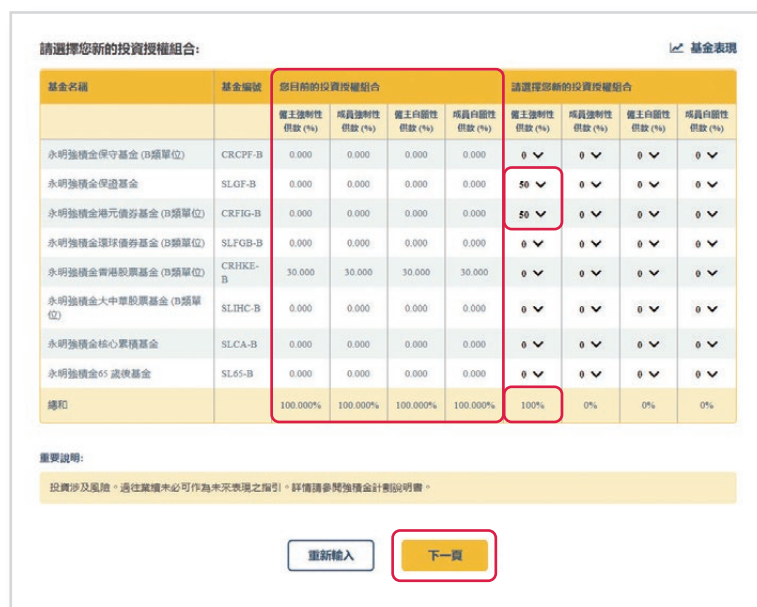 請選擇您新的投資授權組合:
基金表現
基金名稱 基金編號 您目前的投資授權組合 請選擇您新的投資授權組合
僱主強制性供款 (%) 成員強制性供款 (%) 僱主自願性供款 (%) 成員自願性供款 (%) 僱主強制性供款 (%) 成員強制性供款 (%) 僱主自願性供款 (%) 成員自願性供款 (%)
永明強積金保守基金 (B類單位) CRCPF-B 0.000 0.000 0.000 0.000 0 0 0 0
永明強積金保證基金 SLGF-B 0.000 0.000 0.000 0.000 50 0 0 0
永明強積金港元債券基金 (B類單位) CRFIG-B 0.000 0.000 0.000 0.000 50 0 0 0
永明強積金環球債券基金 (B類單位) SLFGB-B 0.000 0.000 0.000 0.000 0 0 0 0
永明強積金香港股票基金 (B類單位) CRHKE-B 30.000 30.000 30.000 30.000 0 0 0 0
永明強積金大中華股票基金 (B類單位) SLIHC-B 0.000 0.000 0.000 0.000 0 0 0 0
永明強積金核心累積基金 SLCA-B 0.000 0.000 0.000 0.000 0 0 0 0
永明強積金65 歲後基金 SL65-B 0.000 0.000 0.000 0.000 0 0 0 0
總和 100.000% 100.000% 100.000% 100.000% 100% 0% 0% 0%
重要說明:
投資涉及風險。過往業績未必可作為未來表現之指引。詳情請參閱強積金計劃說明書。
重新輸入
下一頁